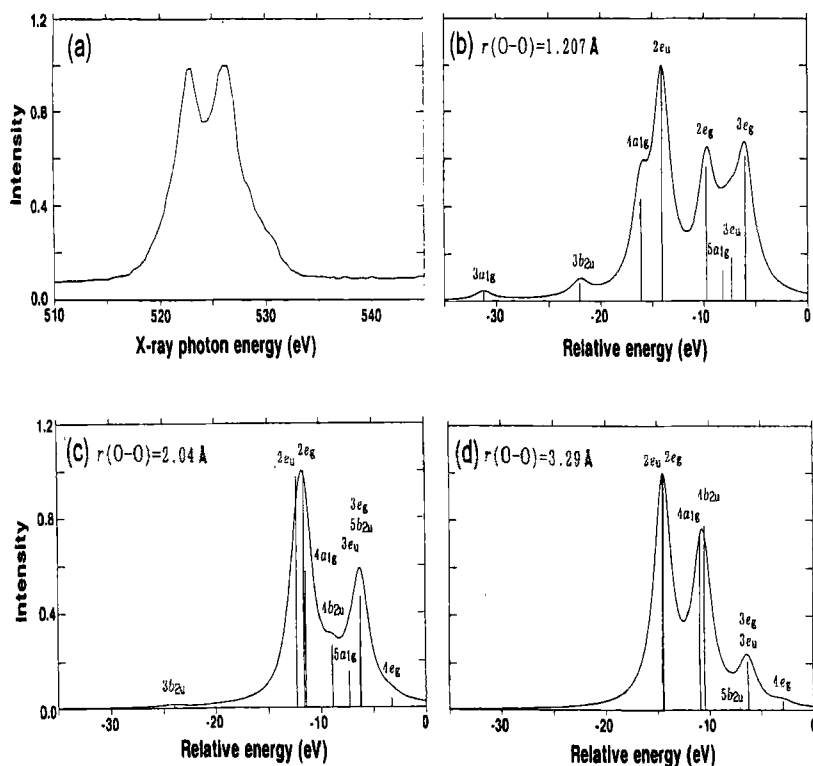 (a)
1.2
0.8
0.4
0.0
Intensity
510 520 530 540
X-ray photon energy (eV)
(b) r(O-O)=1.207 Å
2eu
4a1g
2eg
3eg
3eu
5a1g
3b2u
3a1g
-30 -20 -10 0
Relative energy (eV)
(c) r(O-O)=2.04 Å
1.2
0.8
0.4
0.0
Intensity
2eu 2eg
3eg
5b2u
4a1g
3eu
4b2u
5a1g
3b2u
4eg
-30 -20 -10 0
Relative energy (eV)
(d) r(O-O)=3.29 Å
2eu 2eg
4b2u
4a1g
3eg
3eu
5b2u
4eg
-30 -20 -10 0
Relative energy (eV)